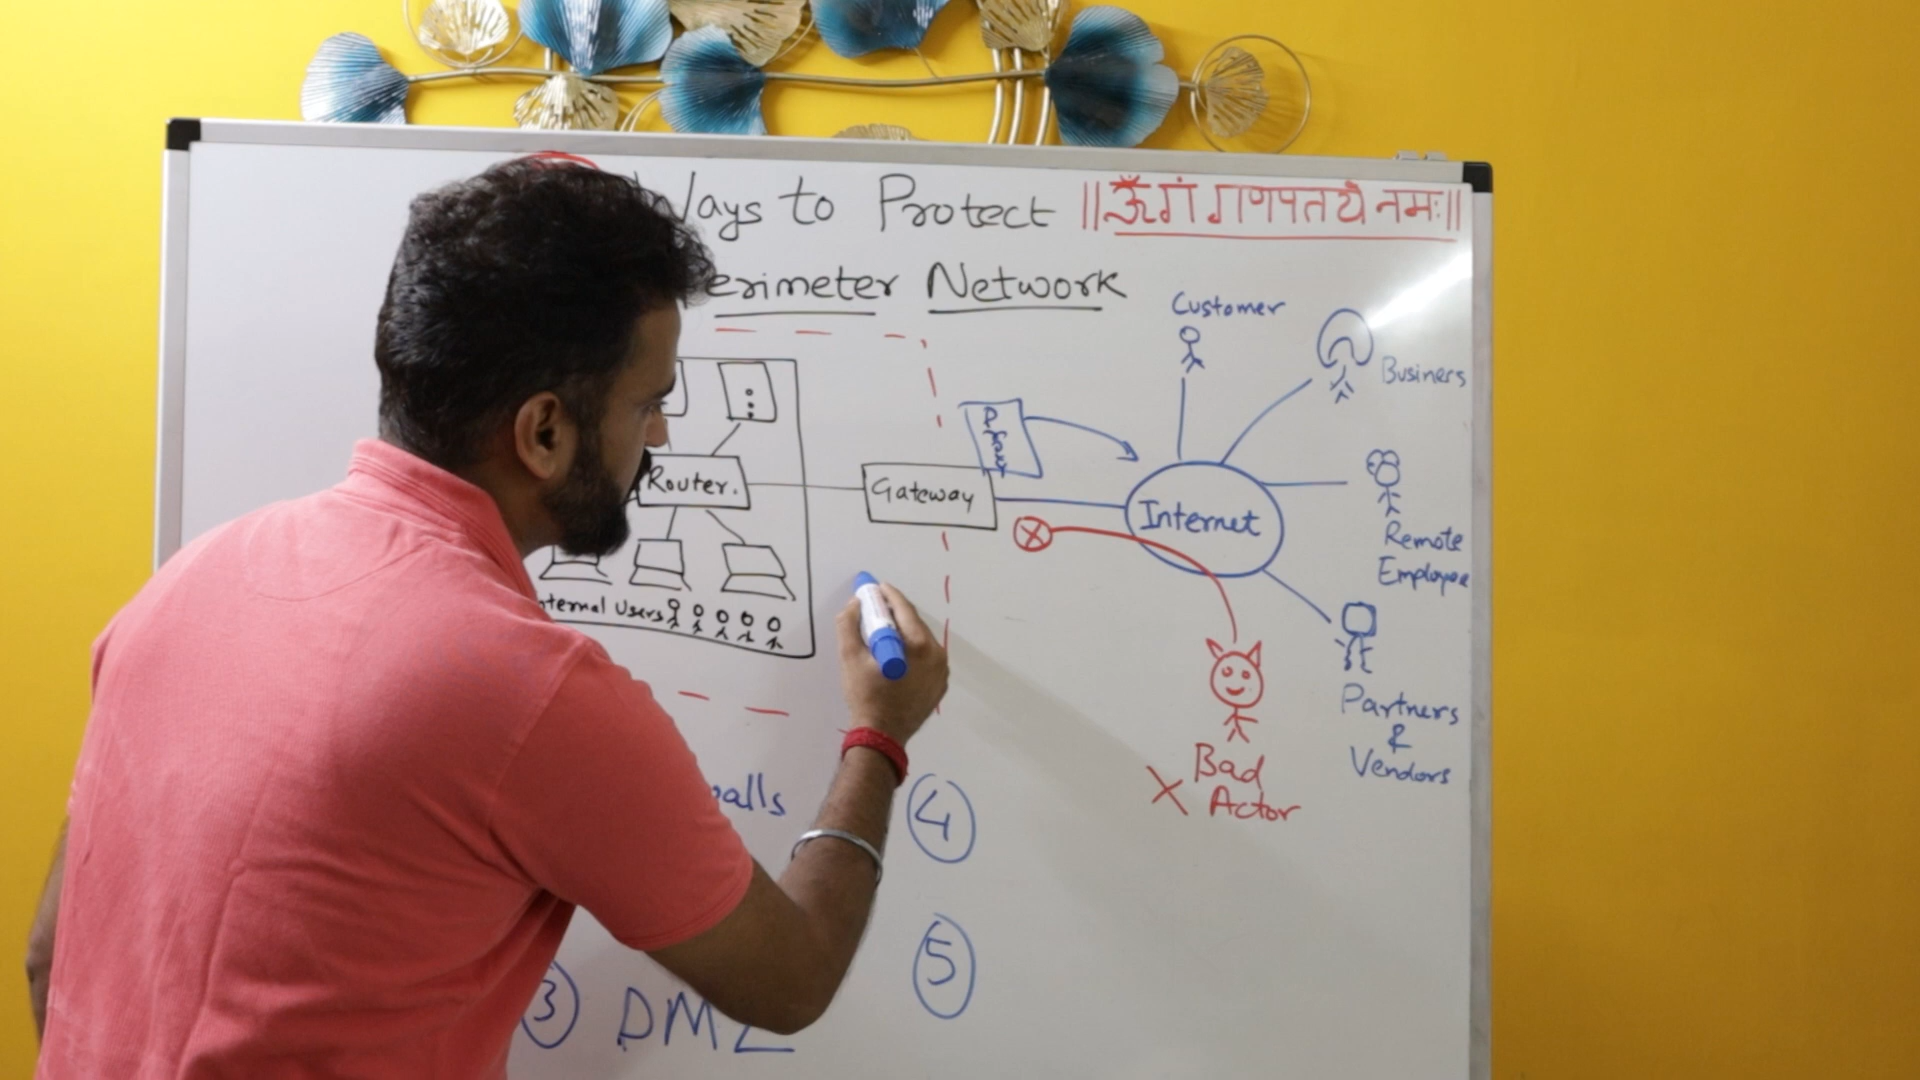 Ways to Protect ||ॐ गं गणपतये नमः||
erimeter Network
Customer
Business
Router.
Gateway
Internet
Remote
Employee
ternal Users
Partners
&
Vendors
X Bad
Actor
alls
4
5
3 DMZ